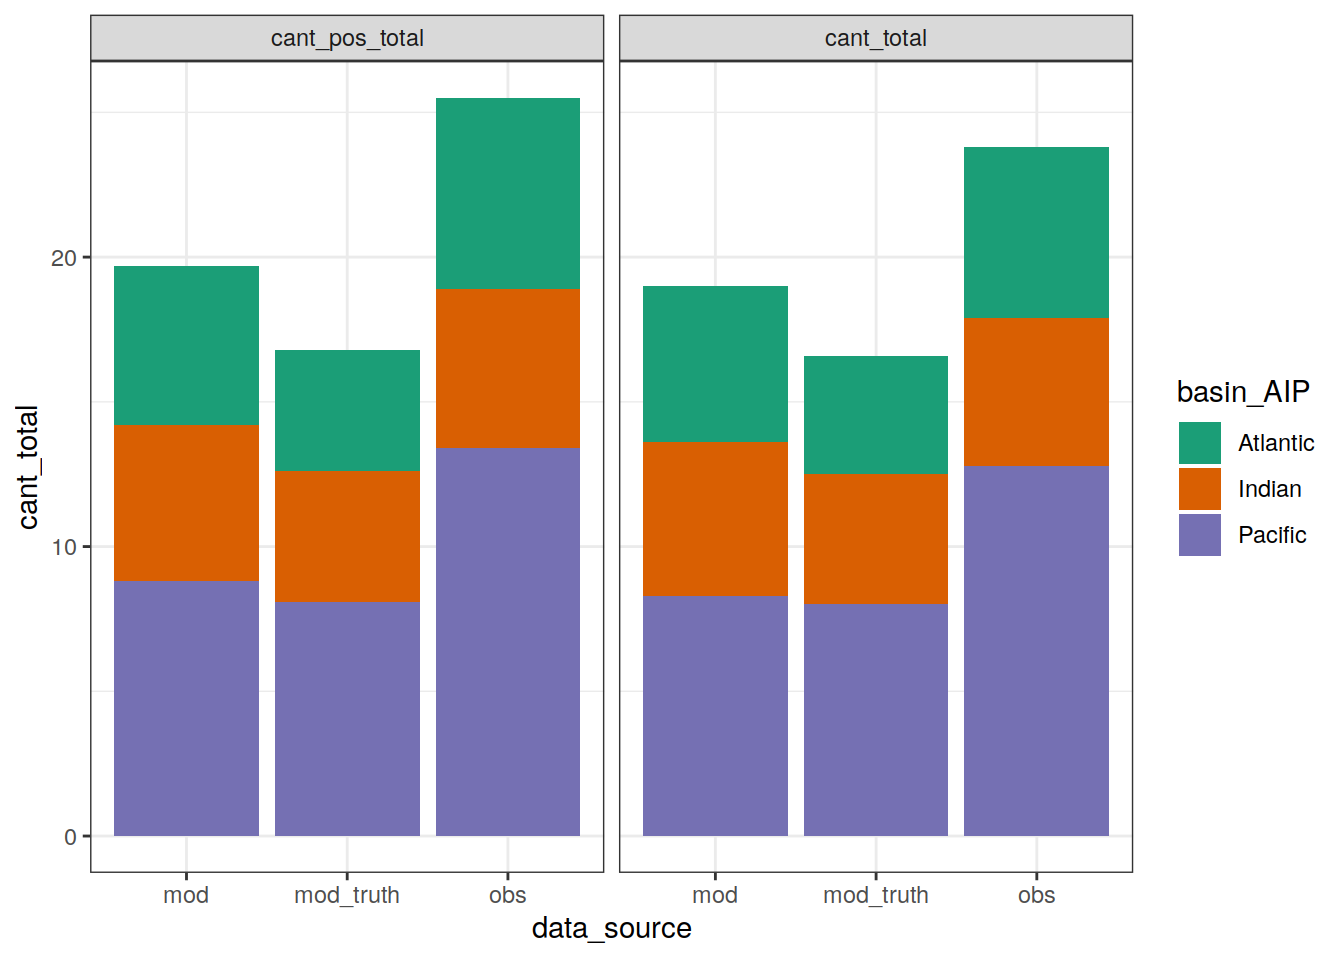 cant_pos_total
cant_total
cant_total
20
10
0
mod
mod_truth
obs
mod
mod_truth
obs
data_source
basin_AIP
Atlantic
Indian
Pacific